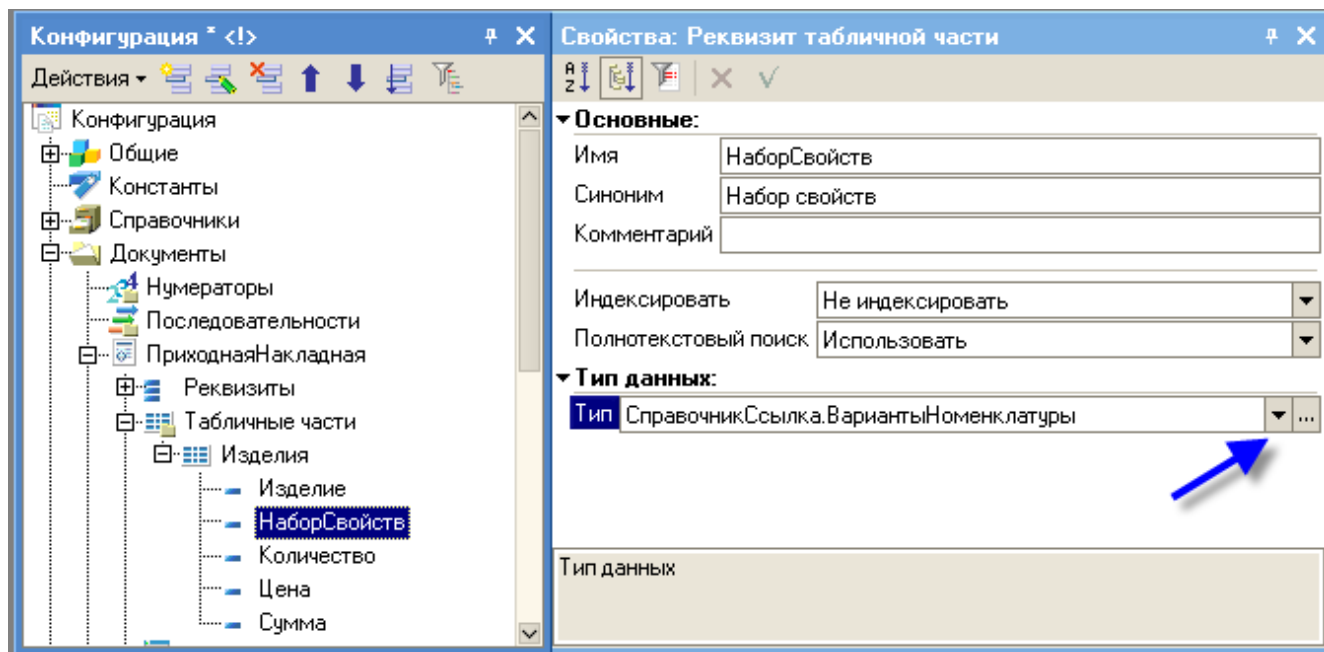 Конфигурация * <!>
Действия
Конфигурация
Общие
Константы
Справочники
Документы
Нумераторы
Последовательности
ПриходнаяНакладная
Реквизиты
Табличные части
Изделия
Изделие
НаборСвойств
Количество
Цена
Сумма
Свойства: Реквизит табличной части
Основные:
Имя НаборСвойств
Синоним Набор свойств
Комментарий
Индексировать Не индексировать
Полнотекстовый поиск Использовать
Тип данных:
Тип СправочникСсылка.ВариантыНоменклатуры ...
Тип данных